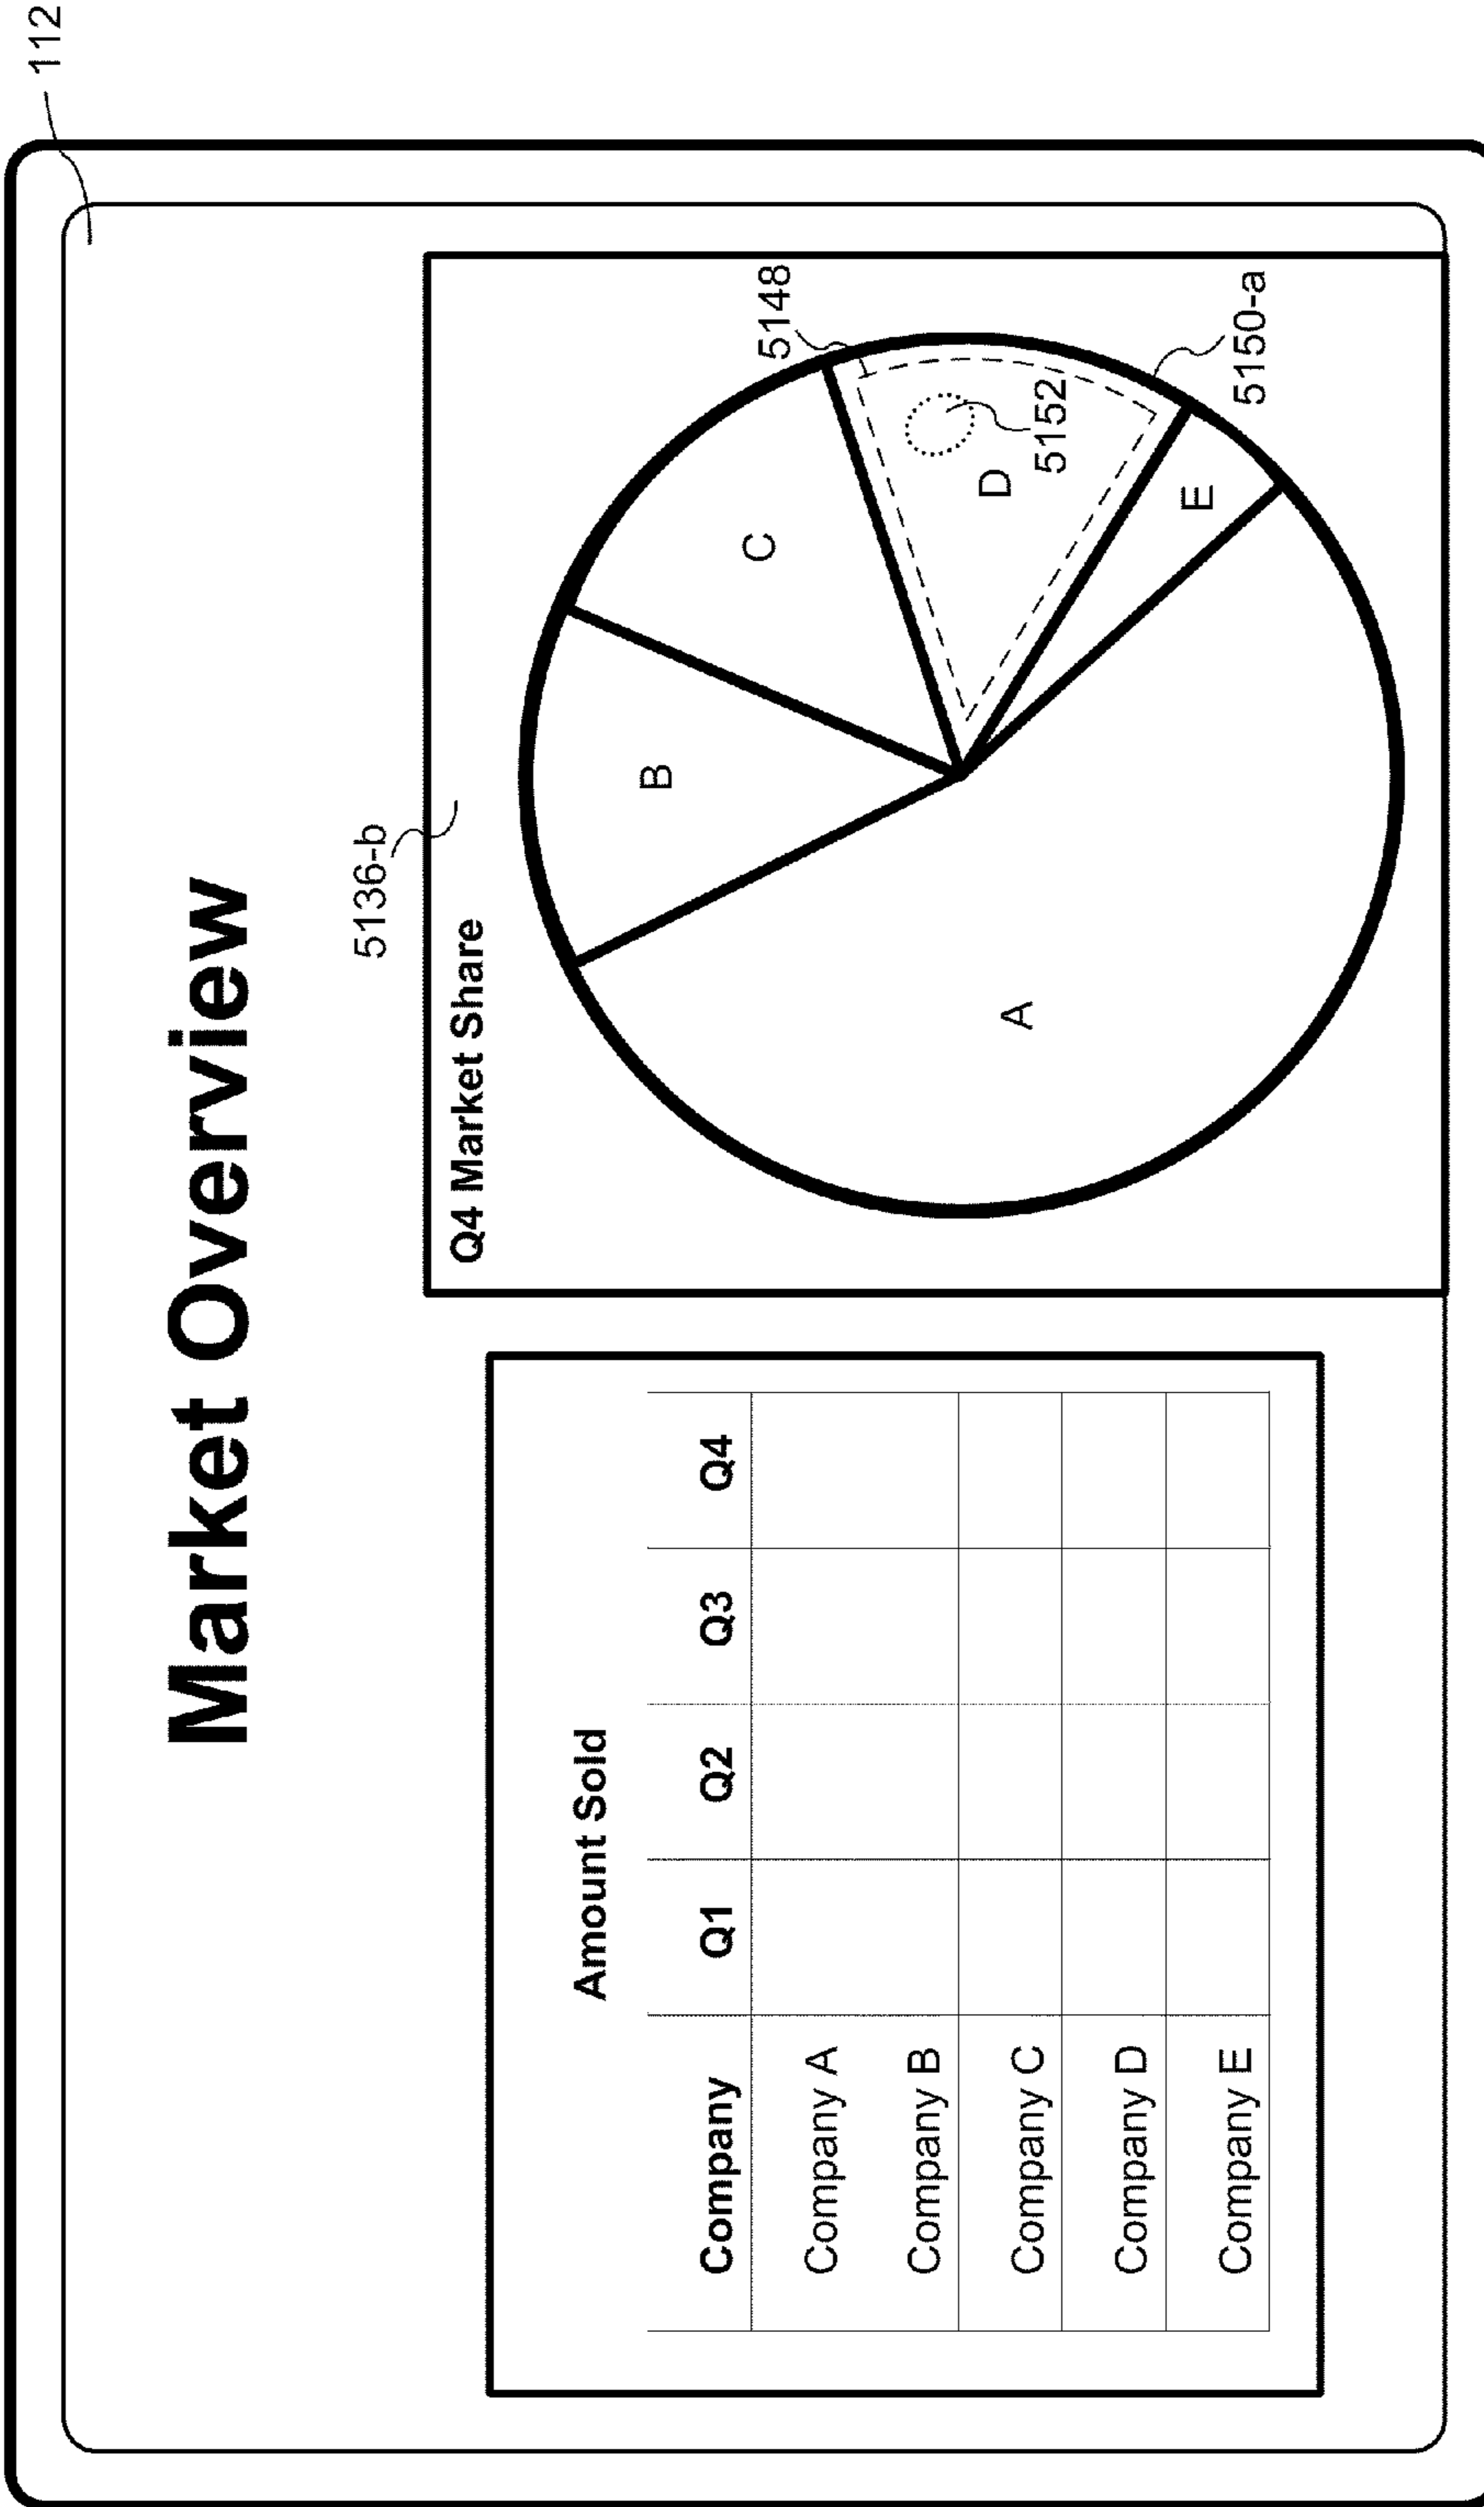 112
Market Overview
5136-b
Amount Sold
Company Q1 Q2 Q3 Q4
Company A
Company B
Company C
Company D
Company E
Q4 Market Share
B
C
5148
A
D
5152
E
5150-a